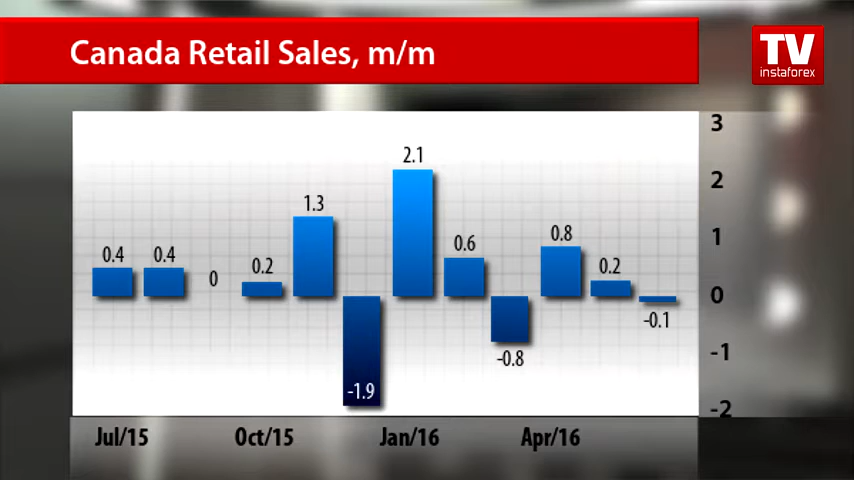 Canada Retail Sales, m/m
TV
instaforex
3
2
1
0
-1
-2
0.4
0.4
0
0.2
1.3
-1.9
2.1
0.6
-0.8
0.8
0.2
-0.1
Jul/15
Oct/15
Jan/16
Apr/16